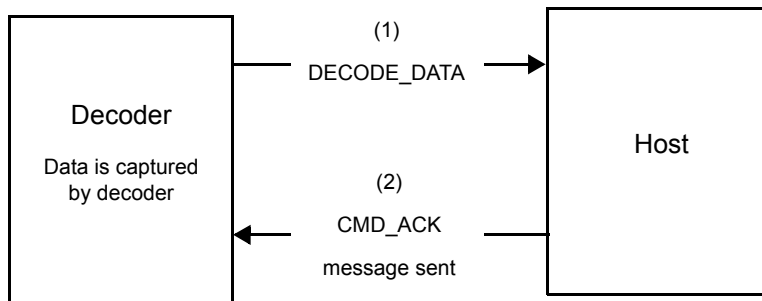 Decoder
Data is captured
by decoder
(1)
DECODE_DATA
(2)
CMD_ACK
message sent
Host